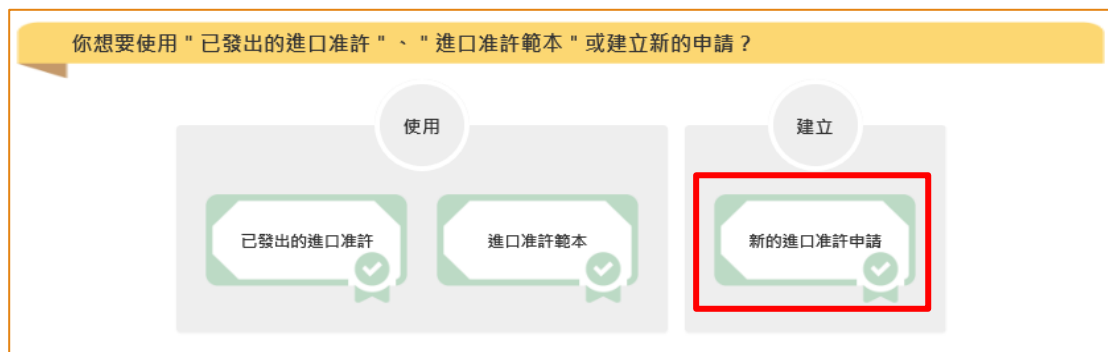 你想要使用 " 已發出的進口准許 " 、 " 進口准許範本 " 或建立新的申請？
使用
建立
已發出的進口准許
進口准許範本
新的進口准許申請